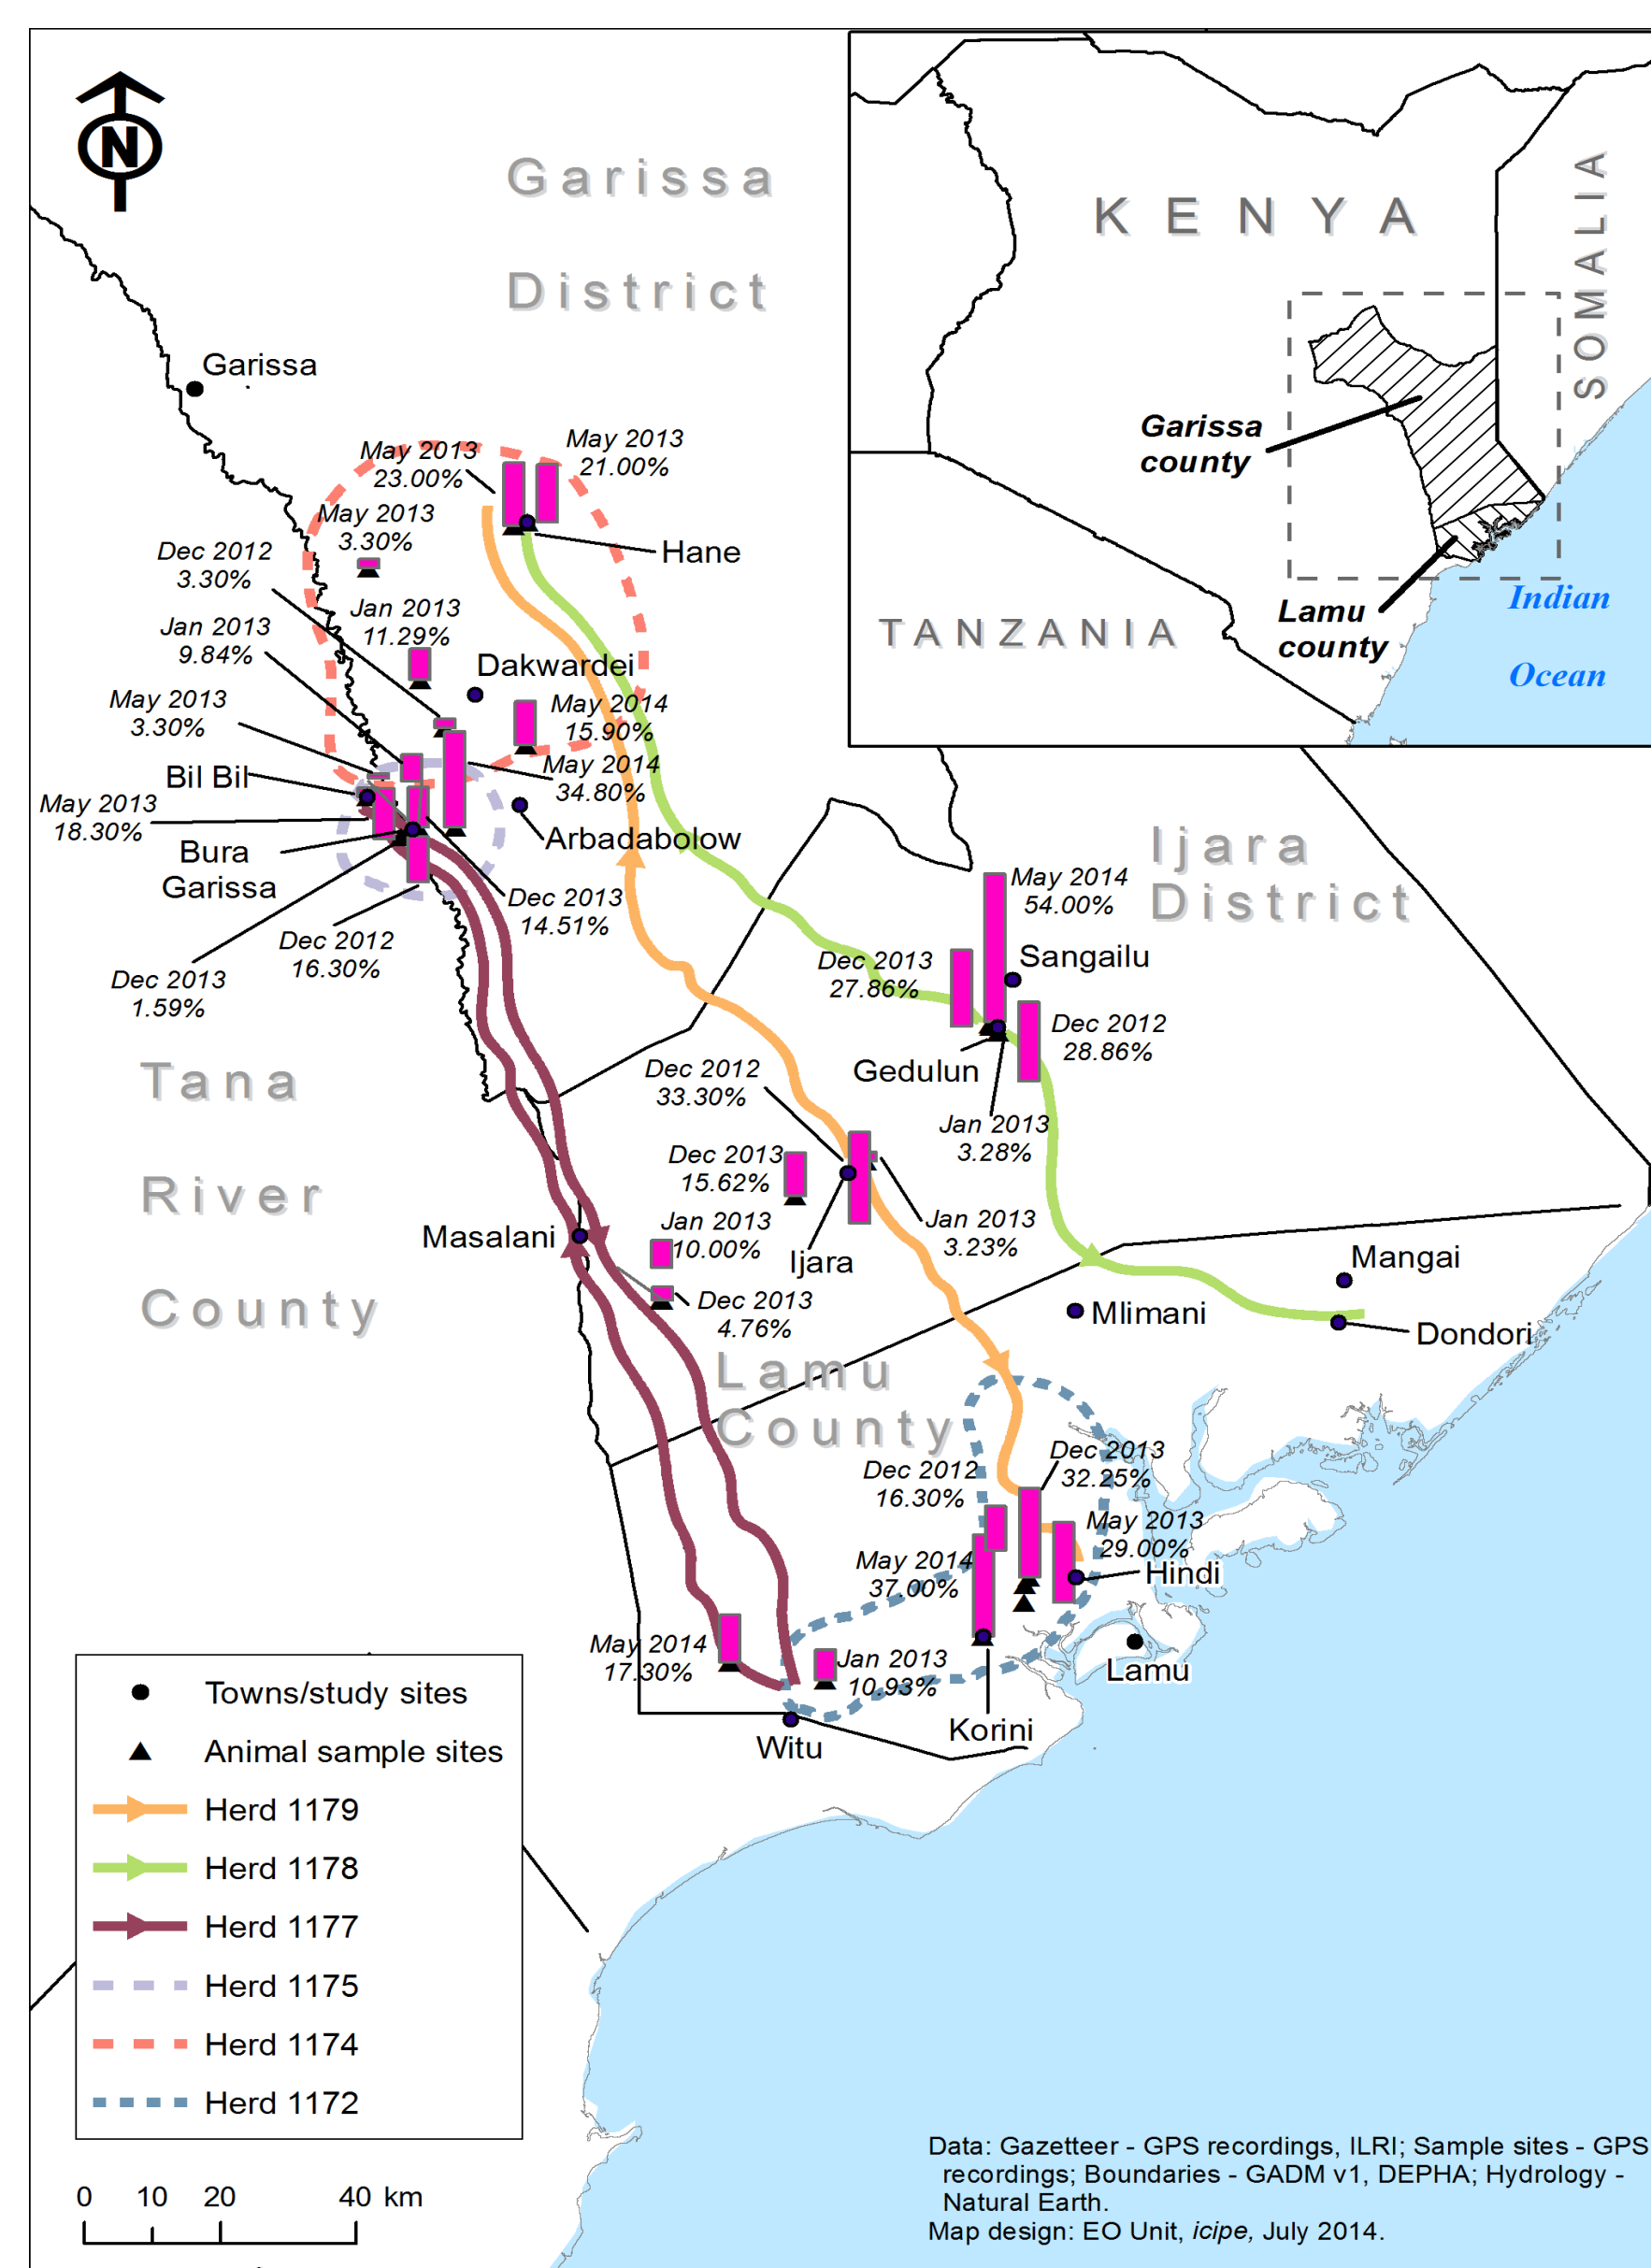 N
Garissa
District
KENYA
SOMALIA
TANZANIA
Garissa
county
Lamu
county
Indian
Ocean
Garissa
May 2013
23.00%
May 2013
21.00%
May 2013
3.30%
Hane
Dec 2012
3.30%
Jan 2013
11.29%
Jan 2013
9.84%
Dakwardei
May 2013
3.30%
May 2014
15.90%
Bil Bil
May 2014
34.80%
May 2013
18.30%
Arbadabolow
Bura
Garissa
Dec 2013
14.51%
Dec 2012
16.30%
Dec 2013
1.59%
Ijara
District
May 2014
54.00%
Sangailu
Dec 2013
27.86%
Dec 2012
28.86%
Gedulun
Jan 2013
3.28%
Tana
River
County
Dec 2012
33.30%
Dec 2013
15.62%
Jan 2013
10.00%
Jan 2013
3.23%
Ijara
Masalani
Dec 2013
4.76%
Mangai
Mlimani
Dondori
Lamu
County
Dec 2013
32.25%
Dec 2012
16.30%
May 2013
29.00%
May 2014
37.00%
Hindi
May 2014
17.30%
Jan 2013
10.93%
Lamu
Korini
Witu
Towns/study sites
Animal sample sites
Herd 1179
Herd 1178
Herd 1177
Herd 1175
Herd 1174
Herd 1172
0 10 20 40 km
Data: Gazetteer - GPS recordings, ILRI; Sample sites - GPS
recordings; Boundaries - GADM v1, DEPHA; Hydrology -
Natural Earth.
Map design: EO Unit, icipe, July 2014.